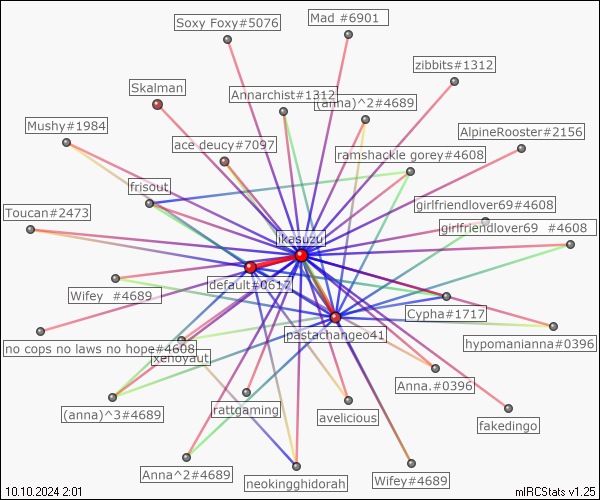 Soxy Foxy#5076
Mad #6901
zibbits#1312
Skalman
Annarchist#1312
(anna)^2#4689
Mushy#1984
AlpineRooster#2156
ace deucy#7097
ramshackle gorey#4608
frisout
girlfriendlover69#4608
Toucan#2473
girlfriendlover69 #4608
ikasuzu
default#0617
Wifey #4689
Cypha#1717
pastachangeo41
hypomanianna#0396
no cops no laws no hope#4608
xenoyaut
Anna.#0396
(anna)^3#4689
rattgaming
avelicious
fakedingo
Anna^2#4689
neokingghidorah
Wifey#4689
10.10.2024 2:01
mIRCStats v1.25